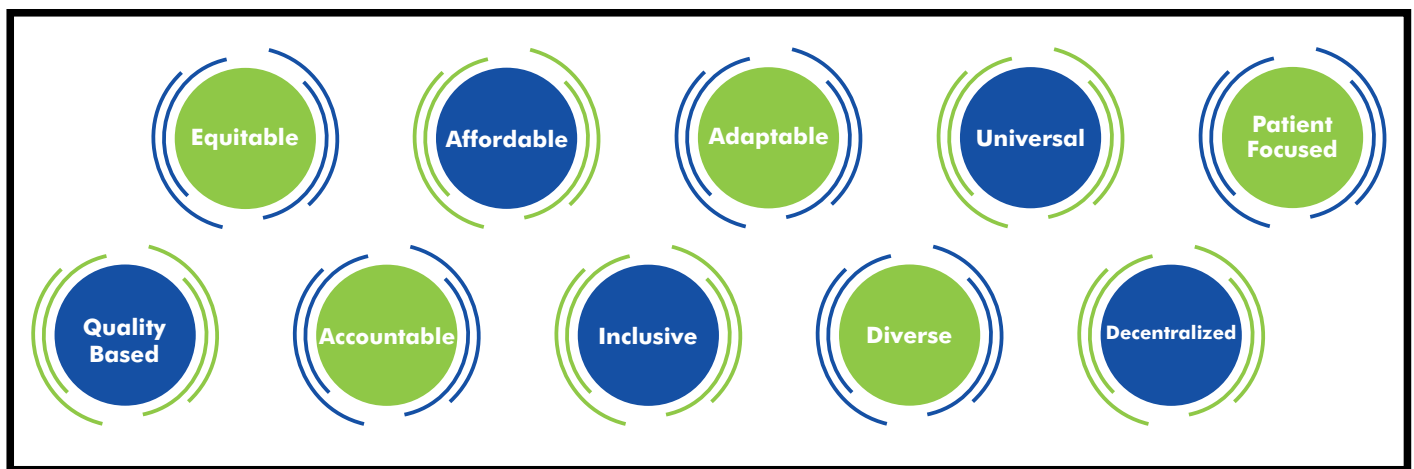 Equitable
Affordable
Adaptable
Universal
Patient
Focused
Quality
Based
Accountable
Inclusive
Diverse
Decentralized